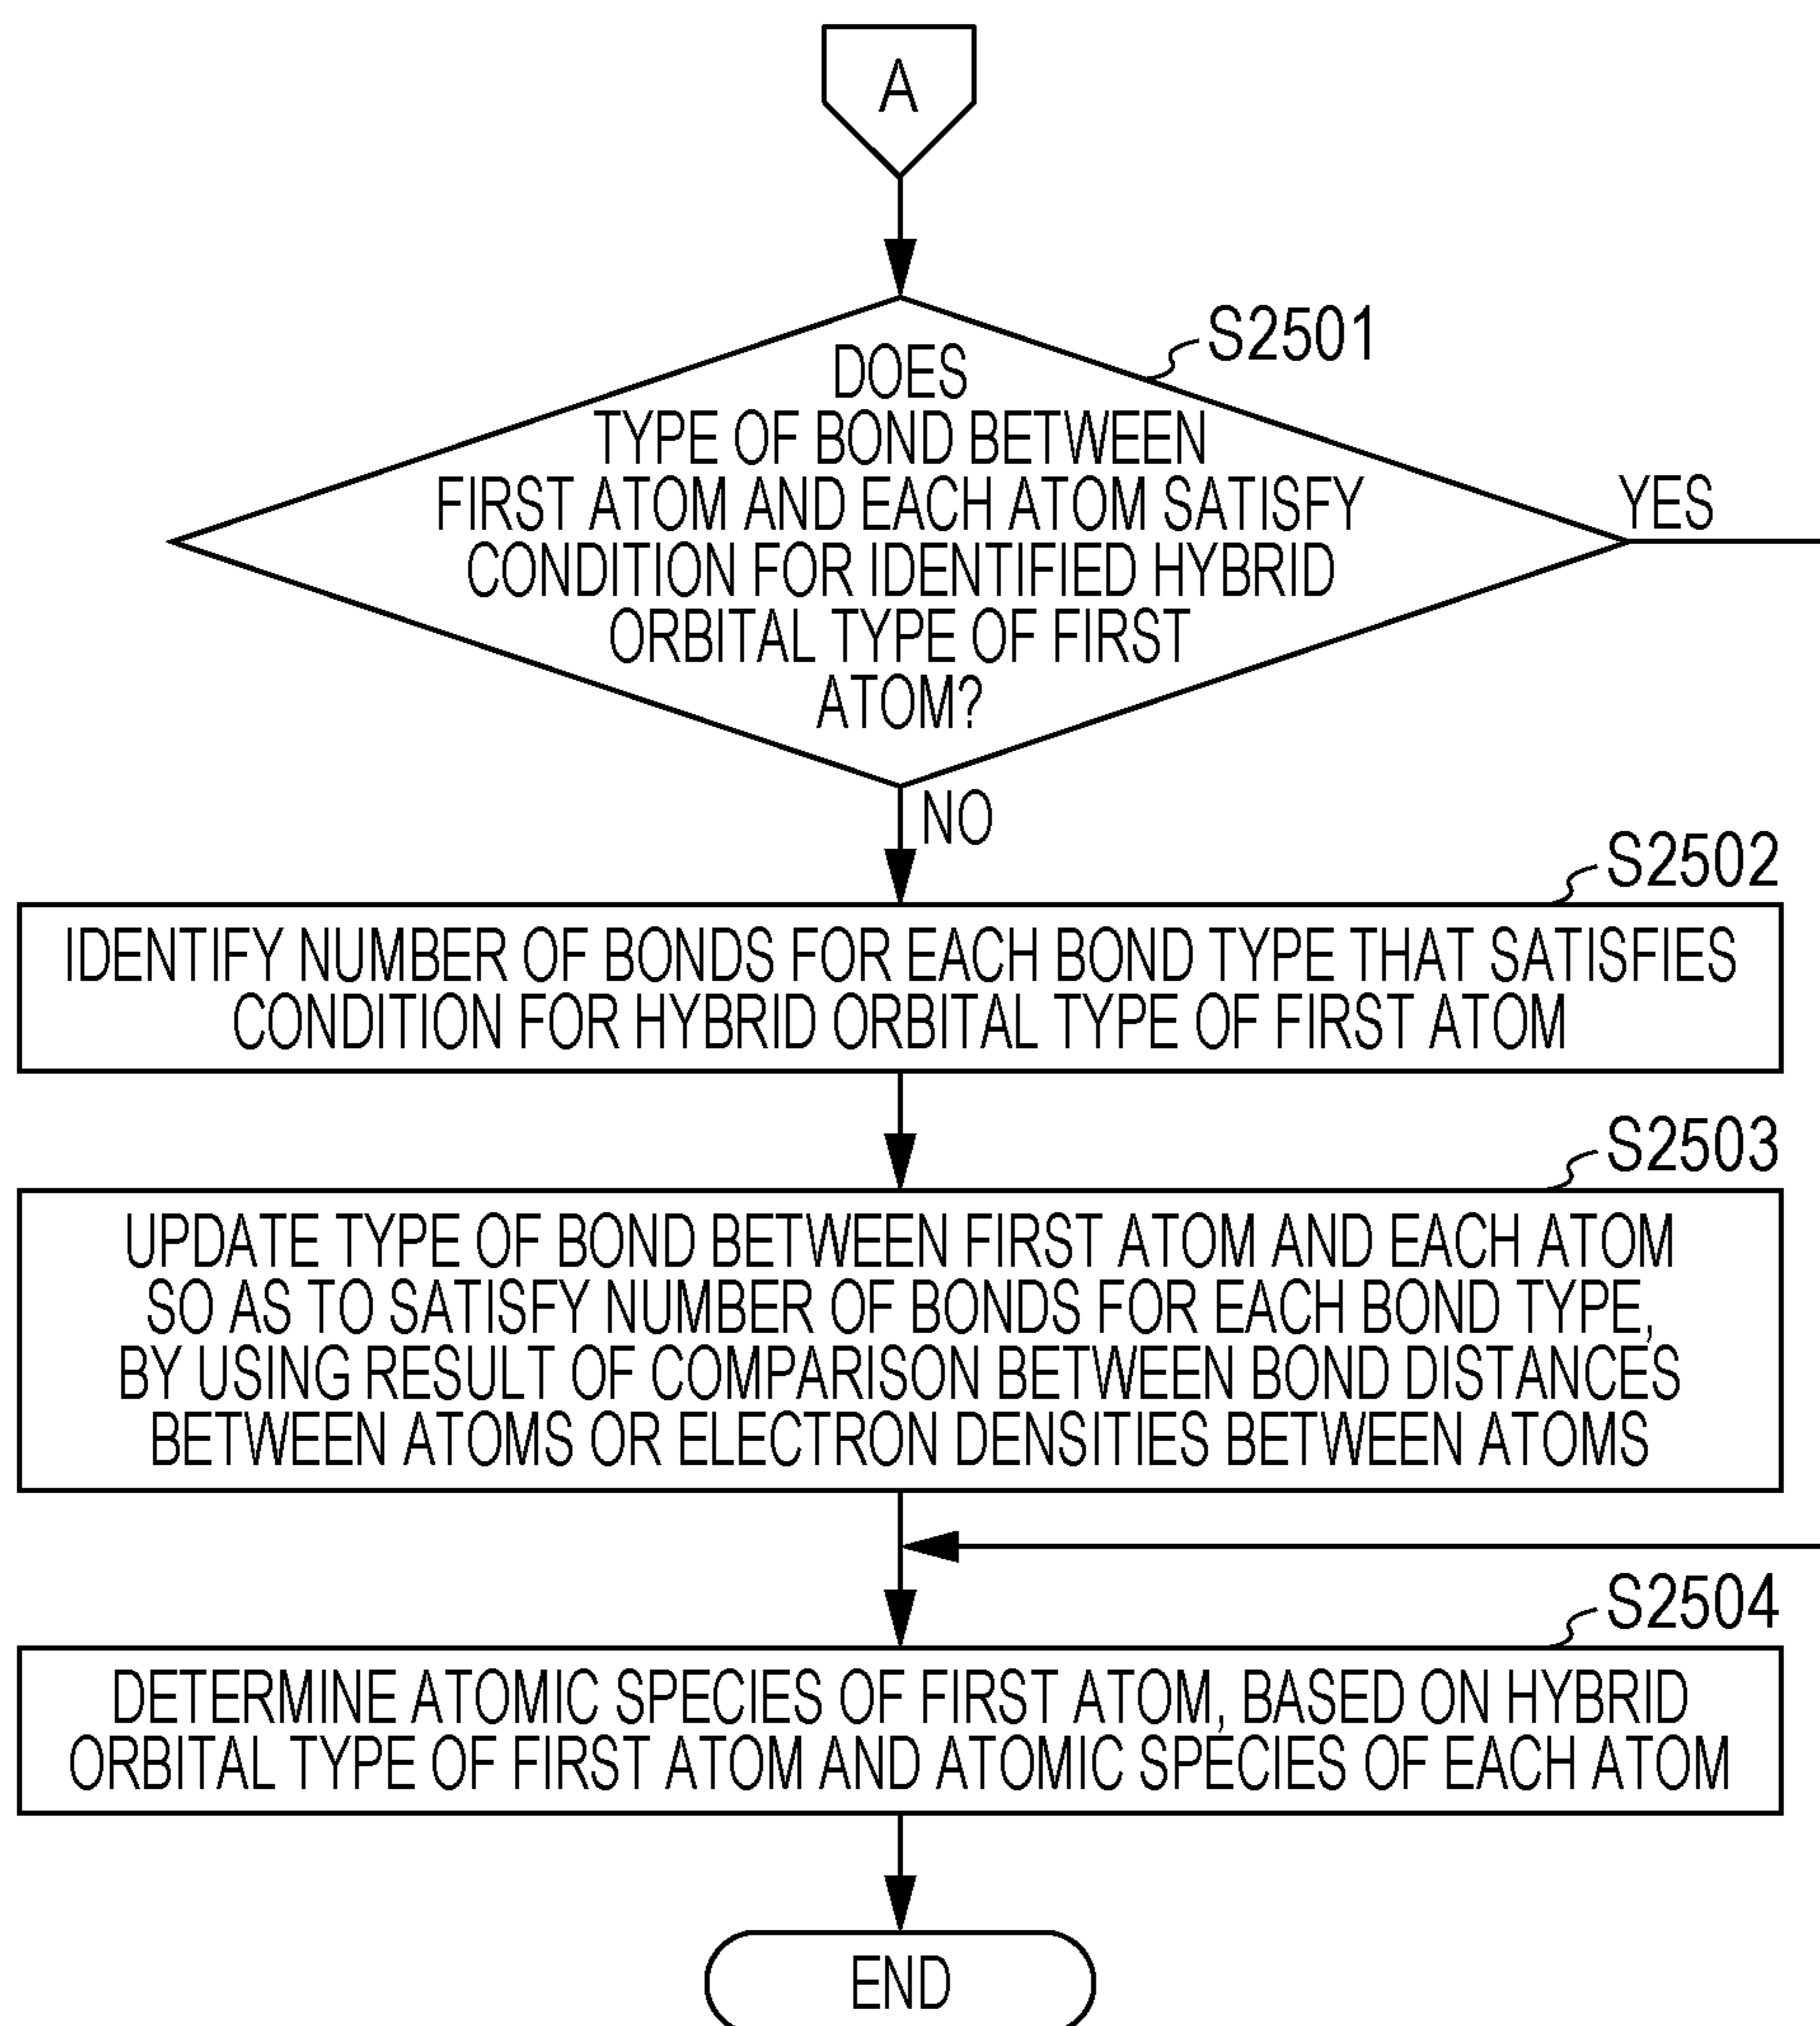 A
S2501
DOES
TYPE OF BOND BETWEEN
FIRST ATOM AND EACH ATOM SATISFY
CONDITION FOR IDENTIFIED HYBRID
ORBITAL TYPE OF FIRST
ATOM?
YES
NO
S2502
IDENTIFY NUMBER OF BONDS FOR EACH BOND TYPE THAT SATISFIES
CONDITION FOR HYBRID ORBITAL TYPE OF FIRST ATOM
S2503
UPDATE TYPE OF BOND BETWEEN FIRST ATOM AND EACH ATOM
SO AS TO SATISFY NUMBER OF BONDS FOR EACH BOND TYPE,
BY USING RESULT OF COMPARISON BETWEEN BOND DISTANCES
BETWEEN ATOMS OR ELECTRON DENSITIES BETWEEN ATOMS
S2504
DETERMINE ATOMIC SPECIES OF FIRST ATOM, BASED ON HYBRID
ORBITAL TYPE OF FIRST ATOM AND ATOMIC SPECIES OF EACH ATOM
END